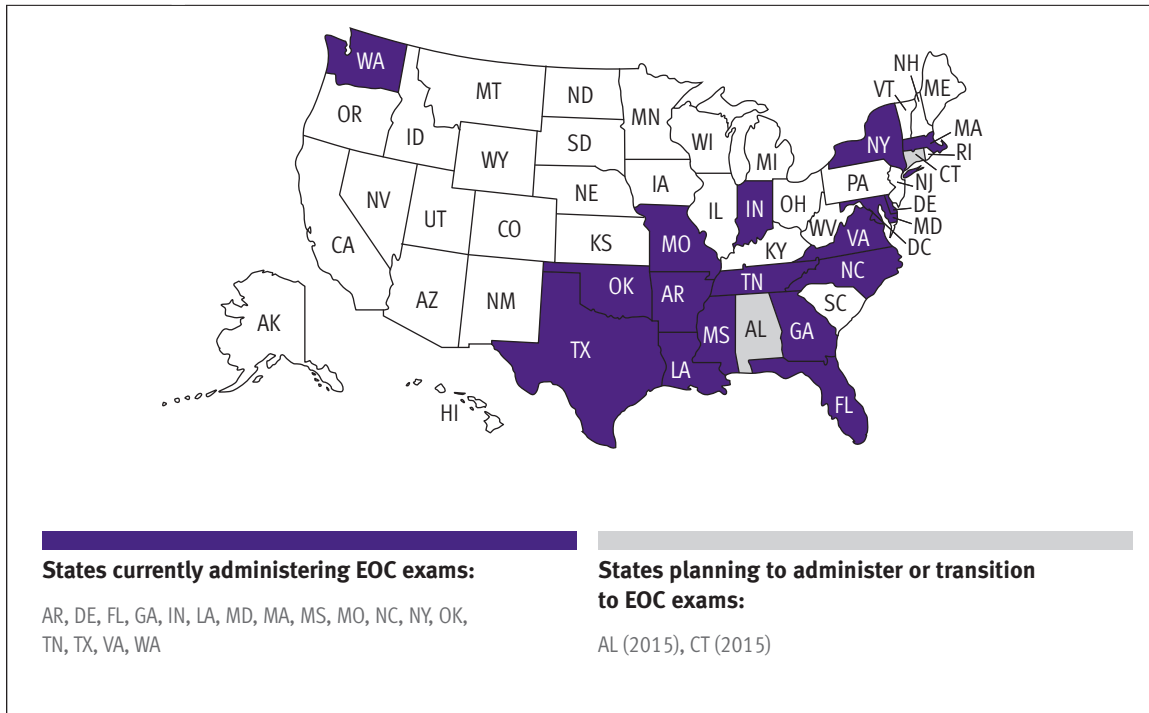 WA
MT
ND
MN
OR
ID
SD
WI
MI
NH
VT
ME
NY
MA
RI
CT
WY
IA
NE
PA
NJ
NV
UT
CO
IL
IN
OH
DE
MD
DC
WV
VA
CA
KS
MO
KY
NC
TN
AZ
NM
OK
AR
SC
MS
AL
GA
AK
TX
LA
FL
HI
States currently administering EOC exams:
AR, DE, FL, GA, IN, LA, MD, MA, MS, MO, NC, NY, OK,
TN, TX, VA, WA
States planning to administer or transition
to EOC exams:
AL (2015), CT (2015)